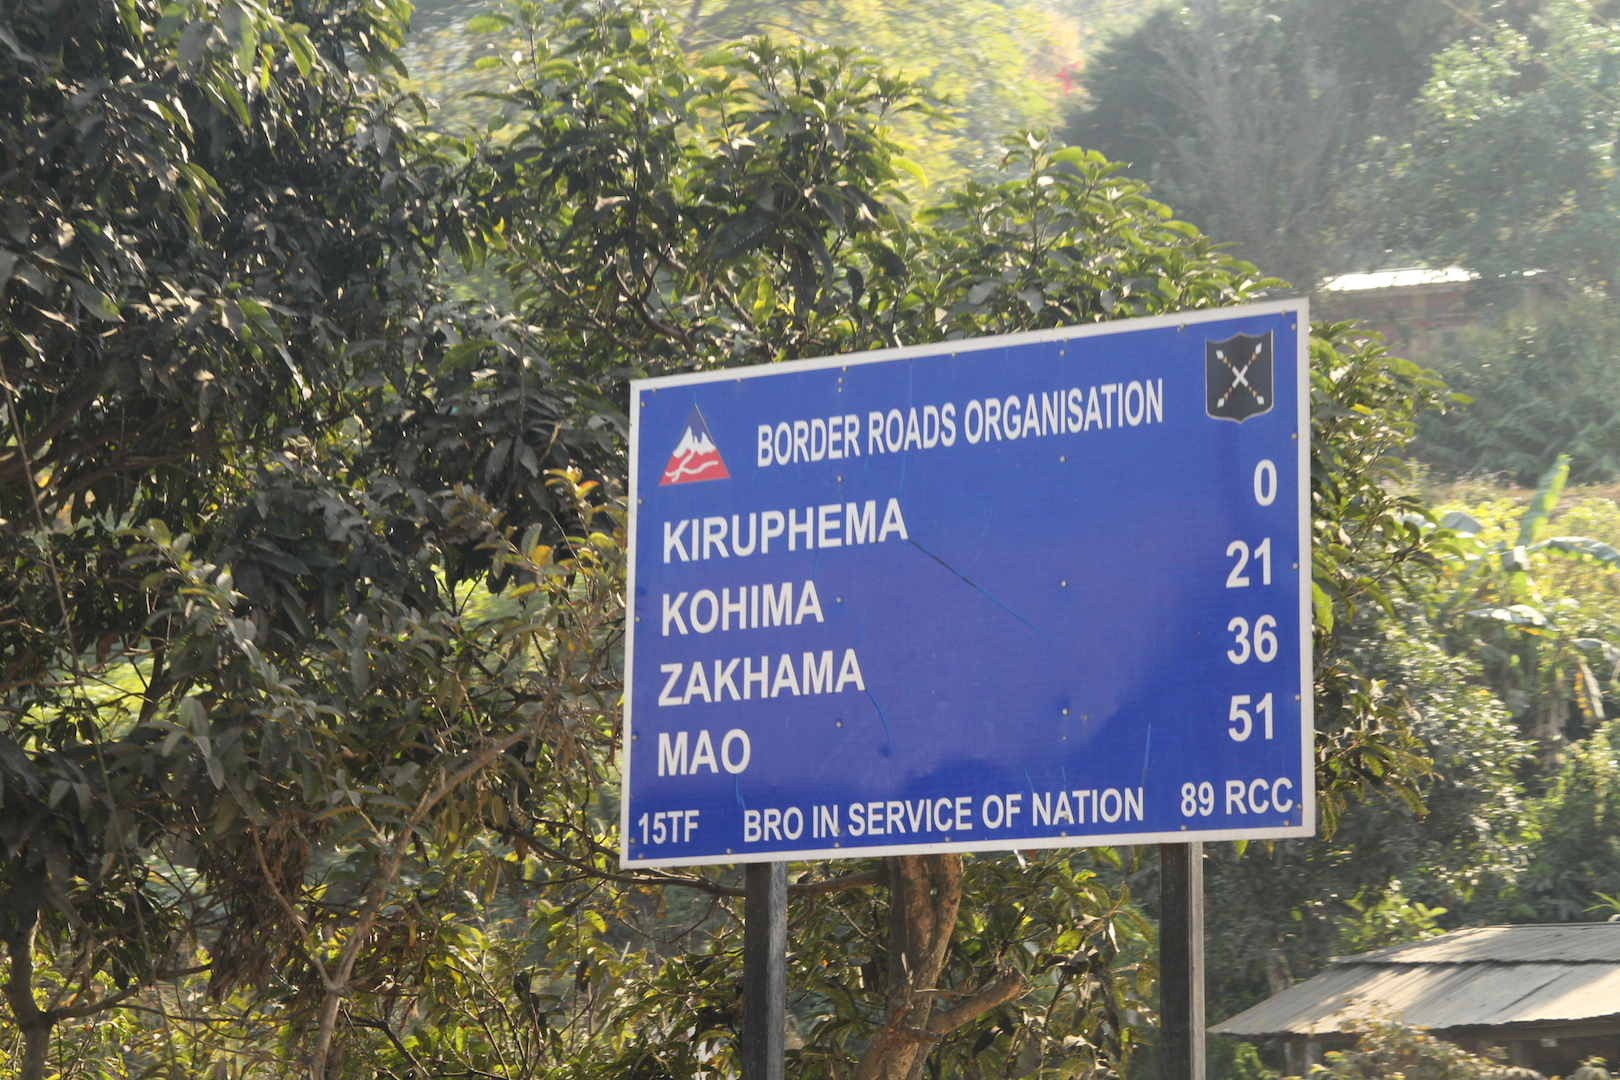 BORDER ROADS ORGANISATION
KIRUPHEMA 0
KOHIMA 21
ZAKHAMA 36
MAO 51
15TF BRO IN SERVICE OF NATION 89 RCC